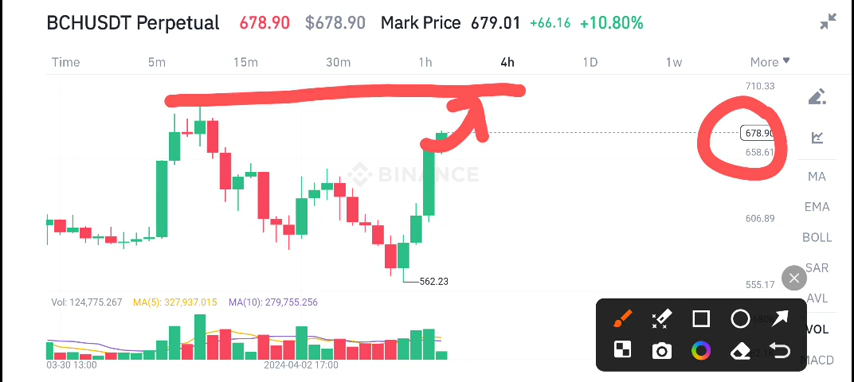 BCHUSDT Perpetual 678.90 $678.90 Mark Price 679.01 +66.16 +10.80%
Time 5m 15m 30m 1h 4h 1D 1w More
710.33
678.90
658.61
BINANCE
MA
EMA
606.89
BOLL
SAR
562.23
555.17
AVL
Vol: 124,775.267 MA(5): 327,937.015 MA(10): 279,755.256
VOL
MACD
03-30 13:00 2024-04-02 17:00